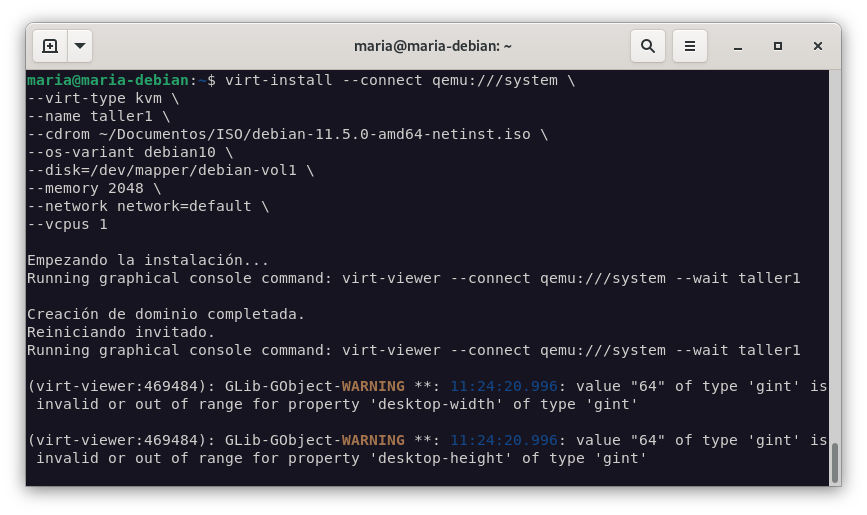 maria@maria-debian: ~
maria@maria-debian:~$ virt-install --connect qemu:///system \
--virt-type kvm \
--name taller1 \
--cdrom ~/Documentos/ISO/debian-11.5.0-amd64-netinst.iso \
--os-variant debian10 \
--disk=/dev/mapper/debian-vol1 \
--memory 2048 \
--network network=default \
--vcpus 1
Empezando la instalación...
Running graphical console command: virt-viewer --connect qemu:///system --wait taller1
Creación de dominio completada.
Reiniciando invitado.
Running graphical console command: virt-viewer --connect qemu:///system --wait taller1
(virt-viewer:469484): GLib-GObject-WARNING **: 11:24:20.996: value "64" of type 'gint' is
invalid or out of range for property 'desktop-width' of type 'gint'
(virt-viewer:469484): GLib-GObject-WARNING **: 11:24:20.996: value "64" of type 'gint' is
invalid or out of range for property 'desktop-height' of type 'gint'